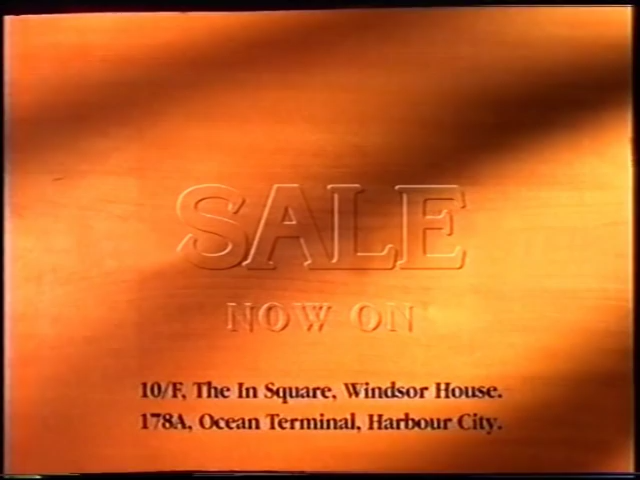 SALE
NOW ON
10/F, The In Square, Windsor House.
178A, Ocean Terminal, Harbour City.